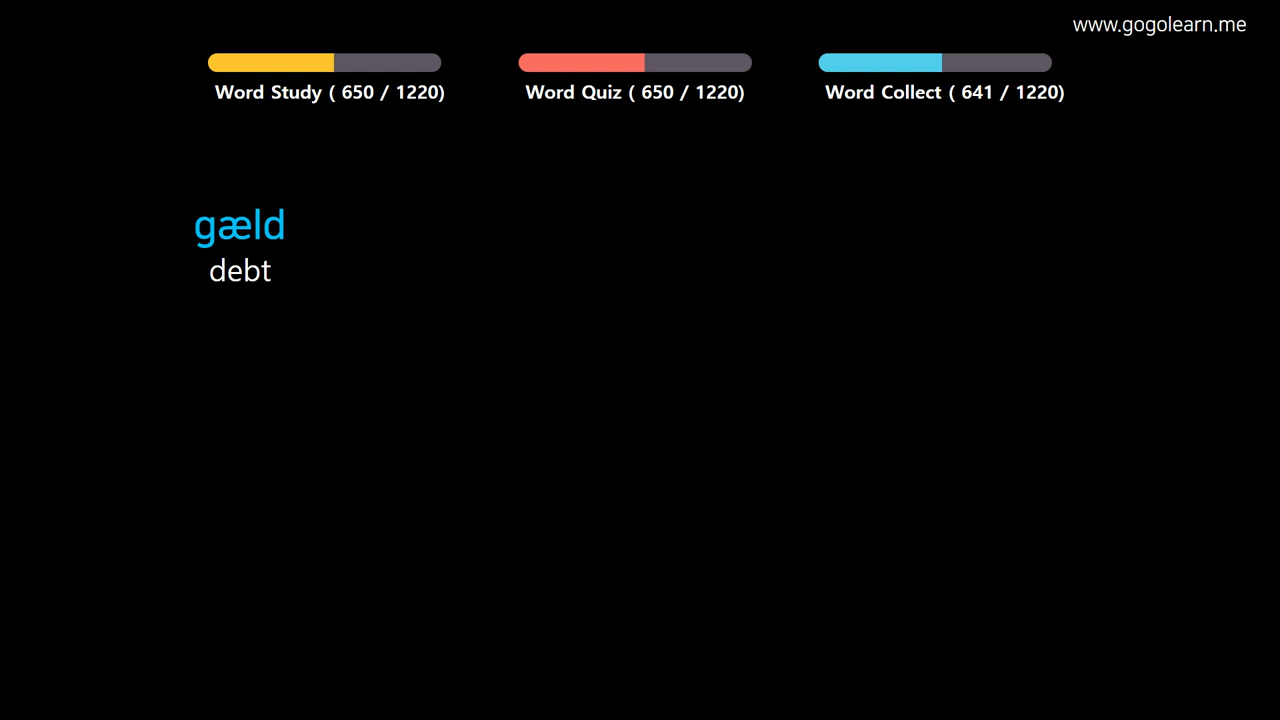 www.gogolearn.me
Word Study ( 650 / 1220)
Word Quiz ( 650 / 1220)
Word Collect ( 641 / 1220)
gæld
debt